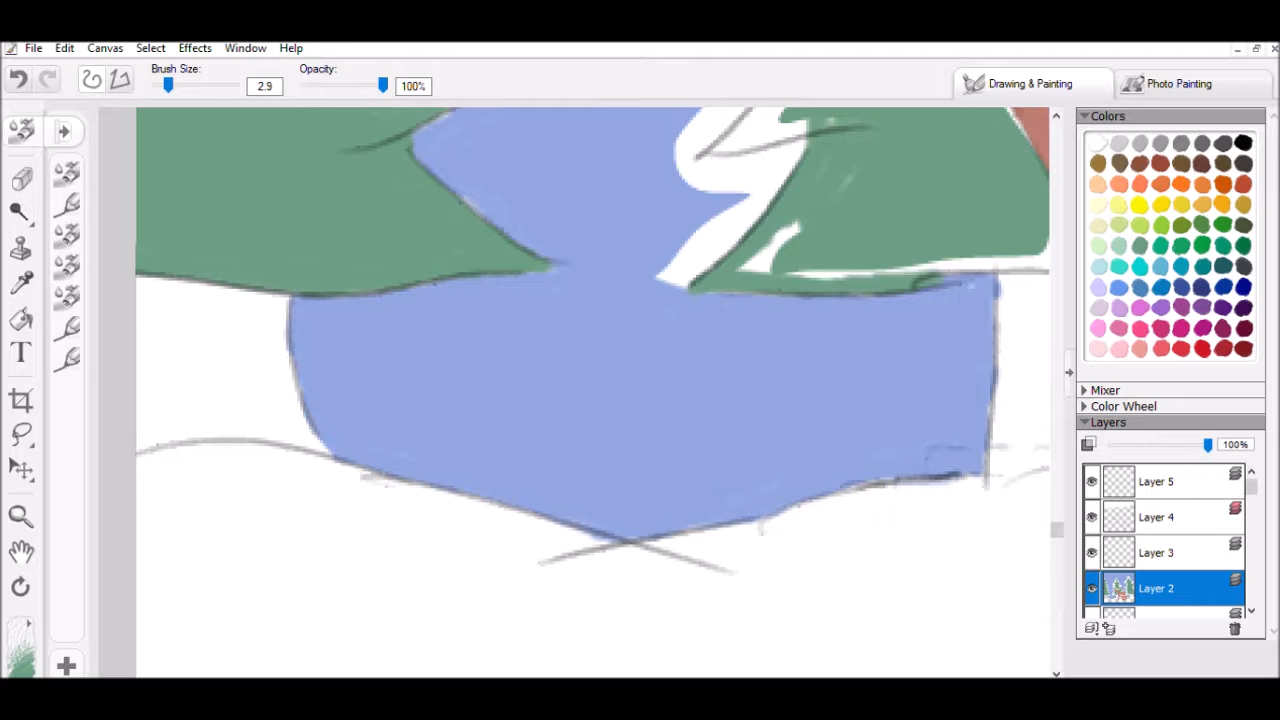 File Edit Canvas Select Effects Window Help
Brush Size: 2.9 Opacity: 100%
Drawing & Painting Photo Painting
Colors
T
Mixer
Color Wheel
Layers
100%
Layer 5
Layer 4
Layer 3
Layer 2